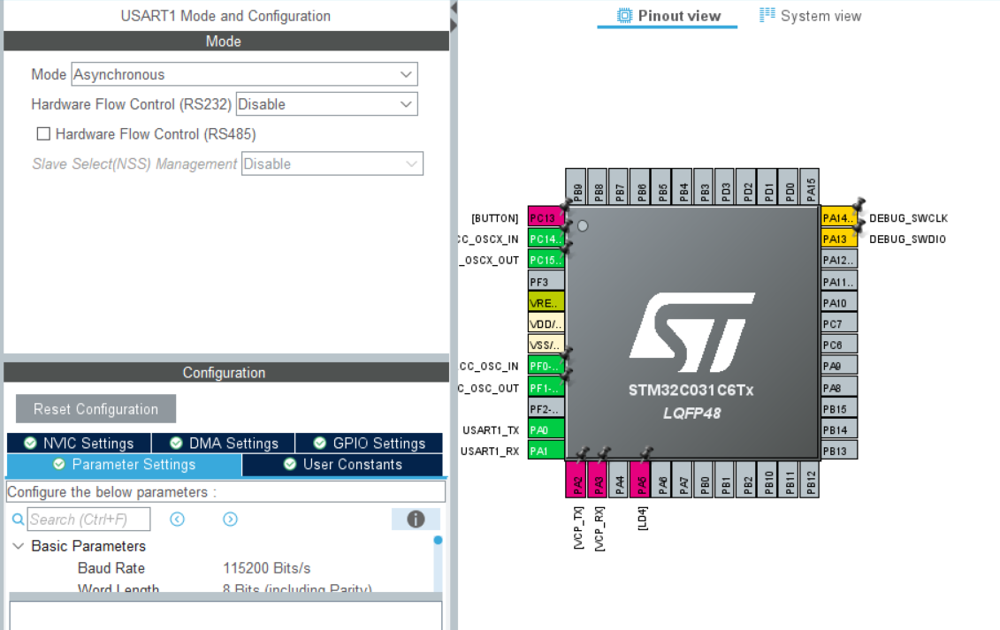 USART1 Mode and Configuration
Mode
Mode Asynchronous
Hardware Flow Control (RS232) Disable
Hardware Flow Control (RS485)
Slave Select(NSS) Management Disable
Configuration
Reset Configuration
NVIC Settings DMA Settings GPIO Settings
Parameter Settings User Constants
Configure the below parameters :
Search (Ctrl+F)
Basic Parameters
Baud Rate 115200 Bits/s
Word Length 8 Bits (including Parity)
Pinout view System view
PB9 PB8 PB7 PB6 PB5 PB4 PB3 PD3 PD2 PD1 PD0 PA15
[BUTTON] PC13
CC_OSCX_IN PC14..
_OSCX_OUT PC15..
PF3
VRE..
VDD/..
VSS/..
CC_OSC_IN PF0-..
C_OSC_OUT PF1-..
PF2-..
USART1_TX PA0
USART1_RX PA1
ST
STM32C031C6Tx
LQFP48
PA14.. DEBUG_SWCLK
PA13 DEBUG_SWDIO
PA12..
PA11..
PA10
PC7
PC6
PA9
PA8
PB15
PB14
PB13
PA2 PA3 PA4 PA5 PA6 PA7 PB0 PB1 PB2 PB10 PB11 PB12
[VCP_TX] [VCP_RX] [LD4]